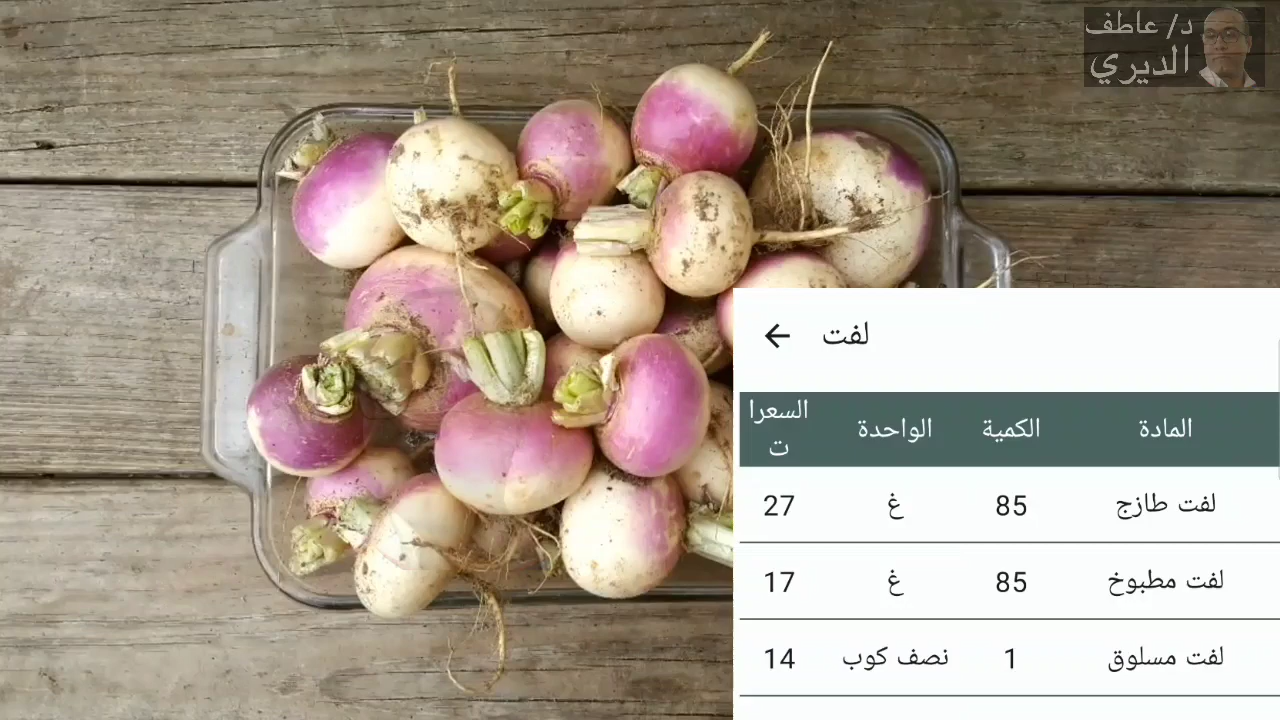 د/ عاطف
الديري
لفت
المادة الكمية الواحدة السعرا
ت
لفت طازج 85 غ 27
لفت مطبوخ 85 غ 17
لفت مسلوق 1 نصف كوب 14